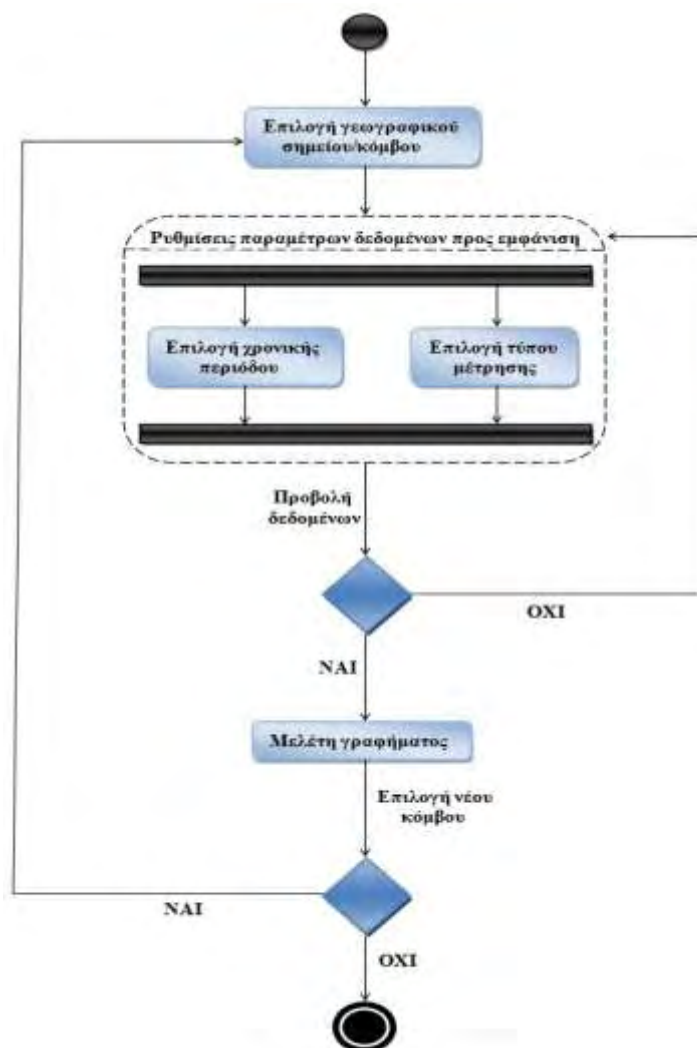 Επιλογή γεωγραφικού
σημείου/κόμβου
Ρυθμίσεις παραμέτρων δεδομένων προς εμφάνιση
Επιλογή χρονικής
περιόδου
Επιλογή τύπου
μέτρησης
Προβολή
δεδομένων
ΟΧΙ
ΝΑΙ
Μελέτη γραφήματος
Επιλογή νέου
κόμβου
ΝΑΙ
ΟΧΙ